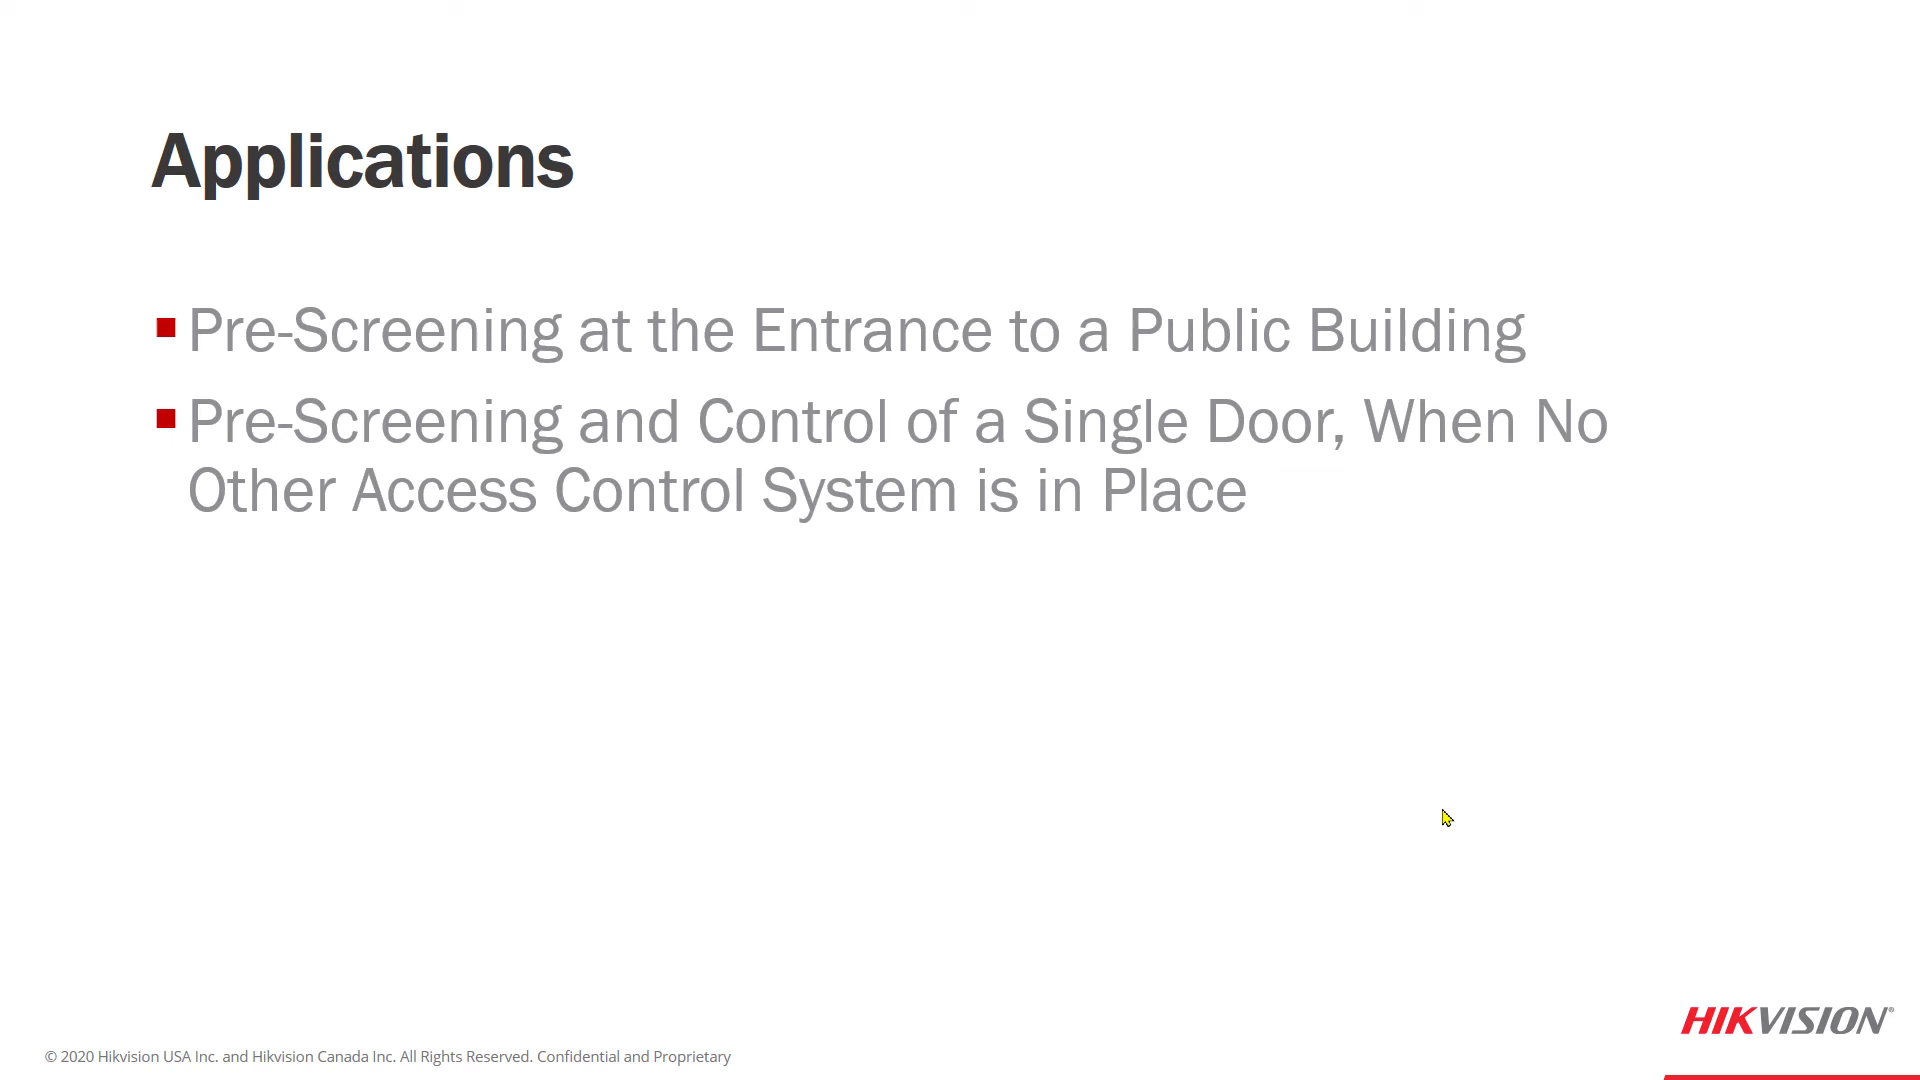 Applications
Pre-Screening at the Entrance to a Public Building
Pre-Screening and Control of a Single Door, When No
Other Access Control System is in Place
HIKVISION®
© 2020 Hikvision USA Inc. and Hikvision Canada Inc. All Rights Reserved. Confidential and Proprietary